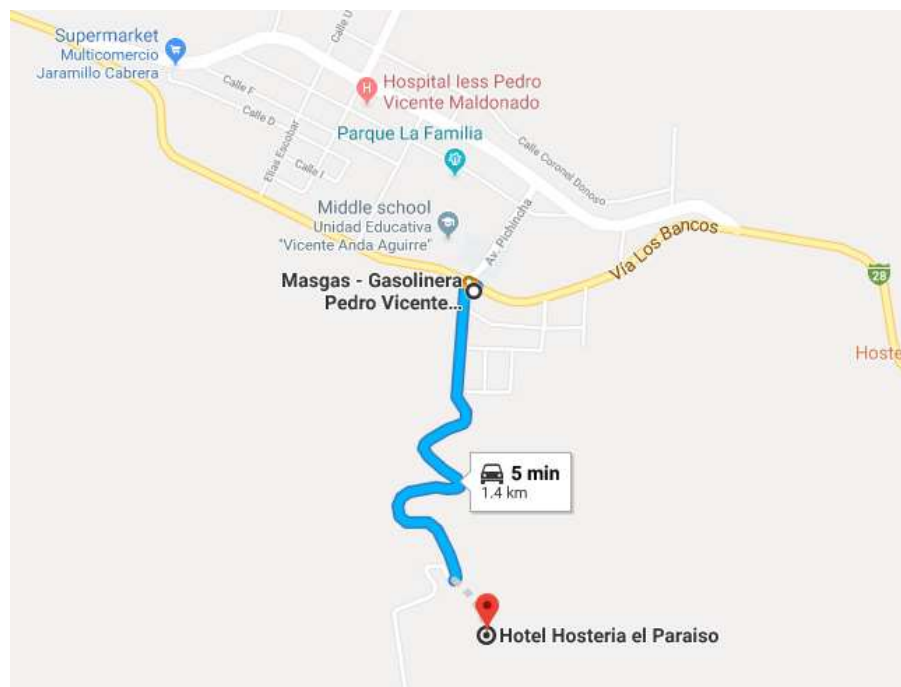 Supermarket
Multicomercio
Jaramillo Cabrera
Calle U
Calle F
Calle D
Elias Escobar
Calle I
Hospital Iess Pedro
Vicente Maldonado
Parque La Familia
Calle Coronel Donoso
Middle school
Unidad Educativa
"Vicente Anda Aguirre"
Av. Pichincha
Vía Los Bancos
28
Masgas - Gasolinera
Pedro Vicente...
Hoste
5 min
1.4 km
Hotel Hosteria el Paraiso
H